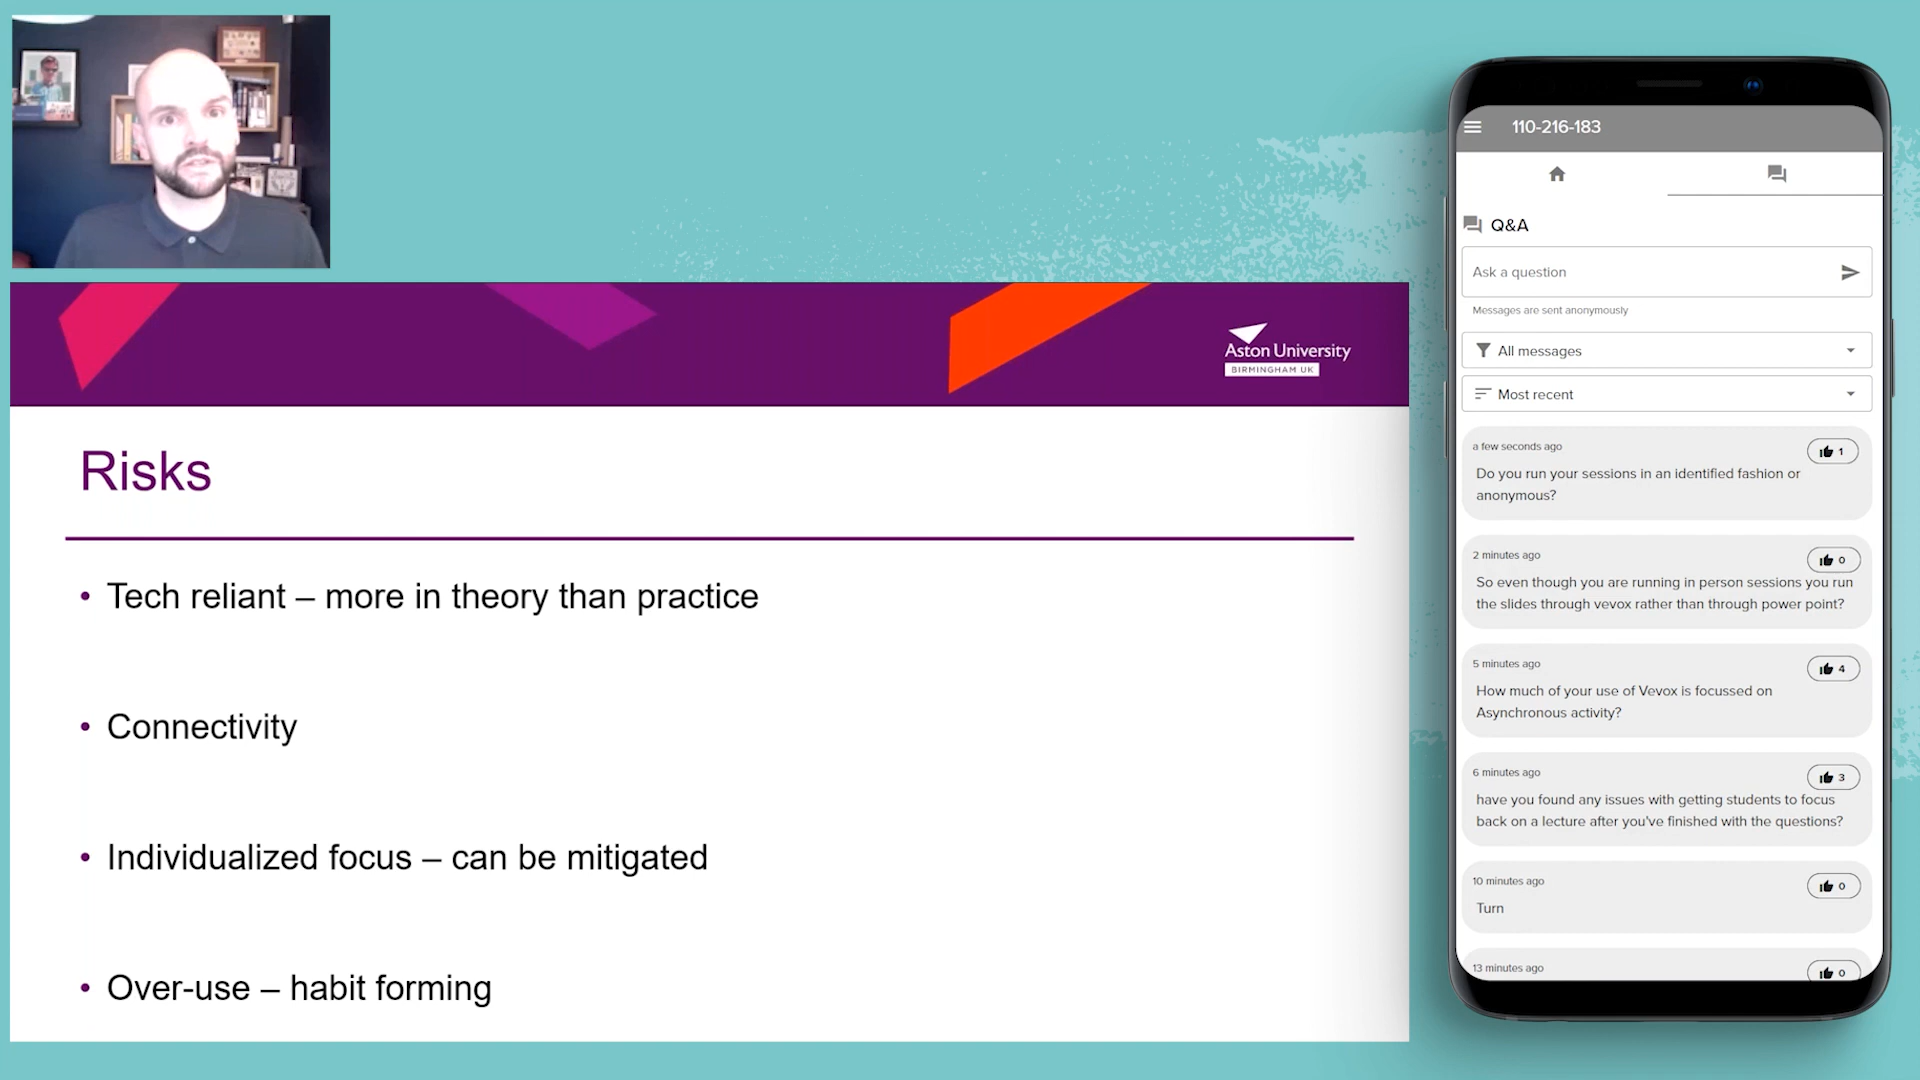 Aston University
BIRMINGHAM UK
Risks
• Tech reliant – more in theory than practice
• Connectivity
• Individualized focus – can be mitigated
• Over-use – habit forming
110-216-183
Q&A
Ask a question
Messages are sent anonymously
All messages
Most recent
a few seconds ago
1
Do you run your sessions in an identified fashion or
anonymous?
2 minutes ago
0
So even though you are running in person sessions you run
the slides through vevox rather than through power point?
5 minutes ago
4
How much of your use of Vevox is focussed on
Asynchronous activity?
6 minutes ago
3
have you found any issues with getting students to focus
back on a lecture after you've finished with the questions?
10 minutes ago
0
Turn
13 minutes ago
0